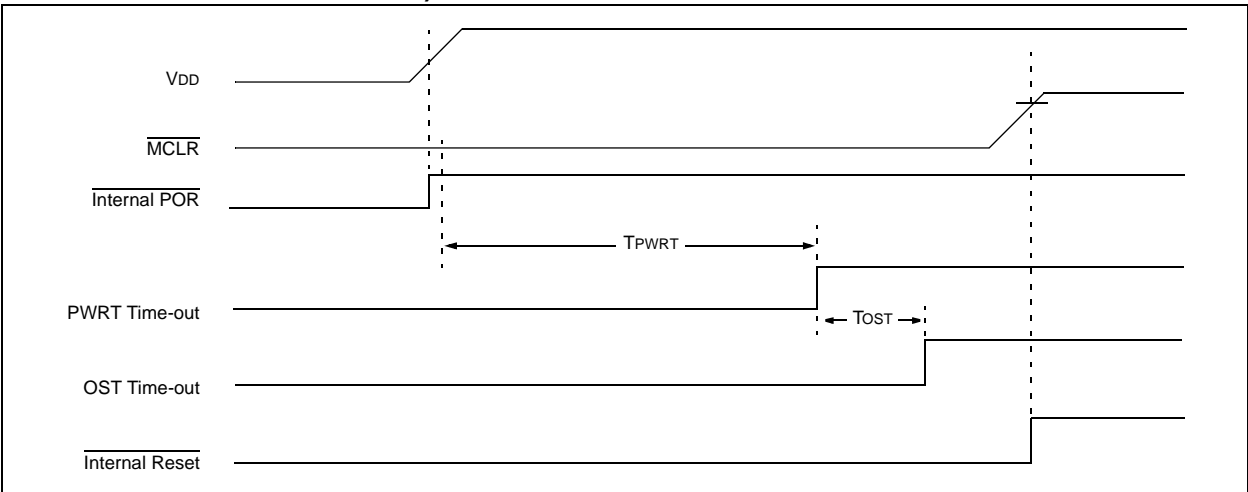 VDD
MCLR
Internal POR
TPWRT
PWRT Time-out
TOST
OST Time-out
Internal Reset